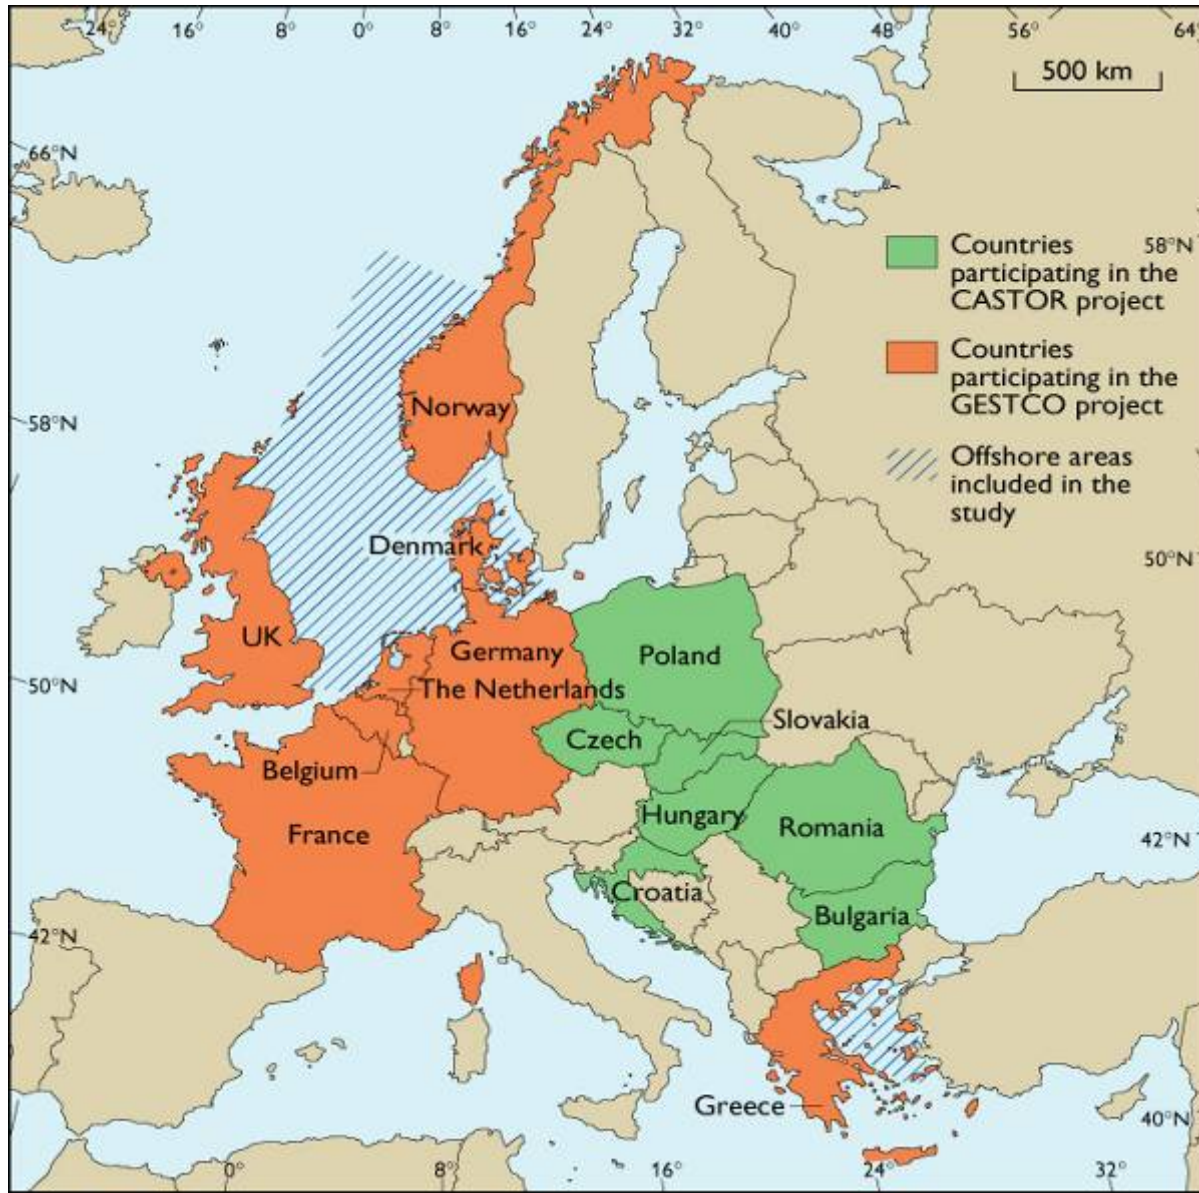 24°
16°
8°
0°
8°
16°
24°
32°
40°
48°
56°
64°
500 km
66°N
58°N
50°N
42°N
58°N
50°N
42°N
40°N
Countries
participating in the
CASTOR project
Countries
participating in the
GESTCO project
Offshore areas
included in the
study
Norway
Denmark
UK
Germany
Poland
The Netherlands
Slovakia
Czech
Belgium
Hungary
France
Romania
Croatia
Bulgaria
Greece
0°
8°
16°
24°
32°